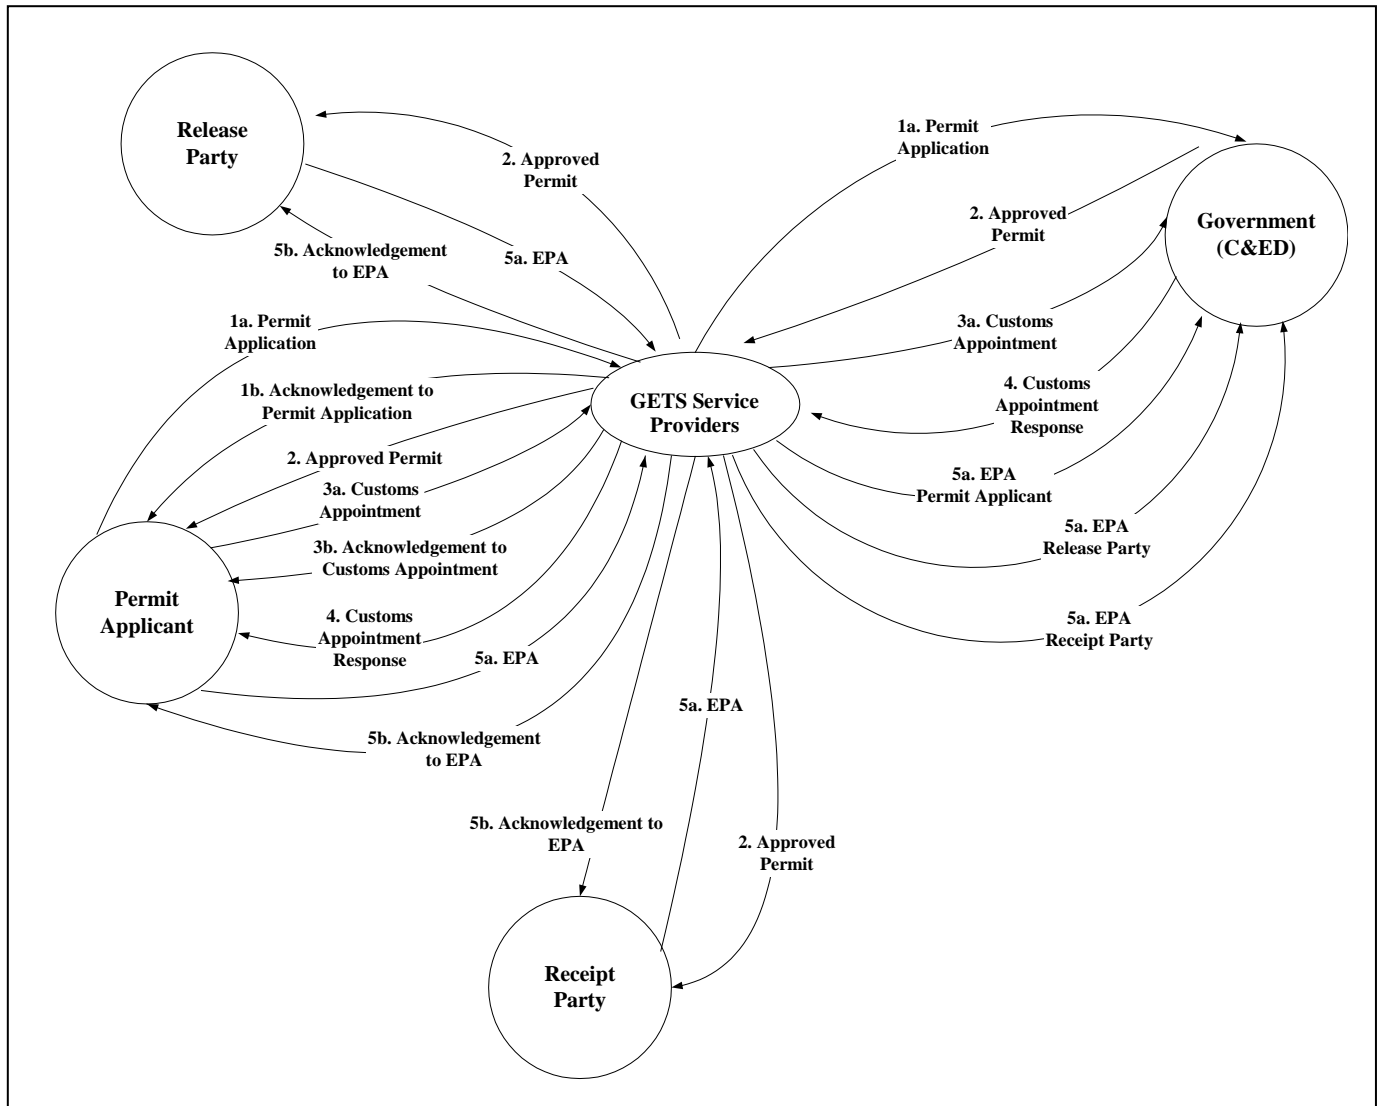 Release
Party
2. Approved
Permit
5b. Acknowledgement
to EPA
5a. EPA
1a. Permit
Application
2. Approved
Permit
Government
(C&ED)
3a. Customs
Appointment
4. Customs
Appointment
Response
1a. Permit
Application
1b. Acknowledgement to
Permit Application
2. Approved Permit
3a. Customs
Appointment
3b. Acknowledgement to
Customs Appointment
4. Customs
Appointment
Response
5a. EPA
5b. Acknowledgement
to EPA
GETS Service
Providers
5a. EPA
Permit Applicant
5a. EPA
Release Party
5a. EPA
Receipt Party
Permit
Applicant
5a. EPA
5b. Acknowledgement to
EPA
2. Approved
Permit
Receipt
Party